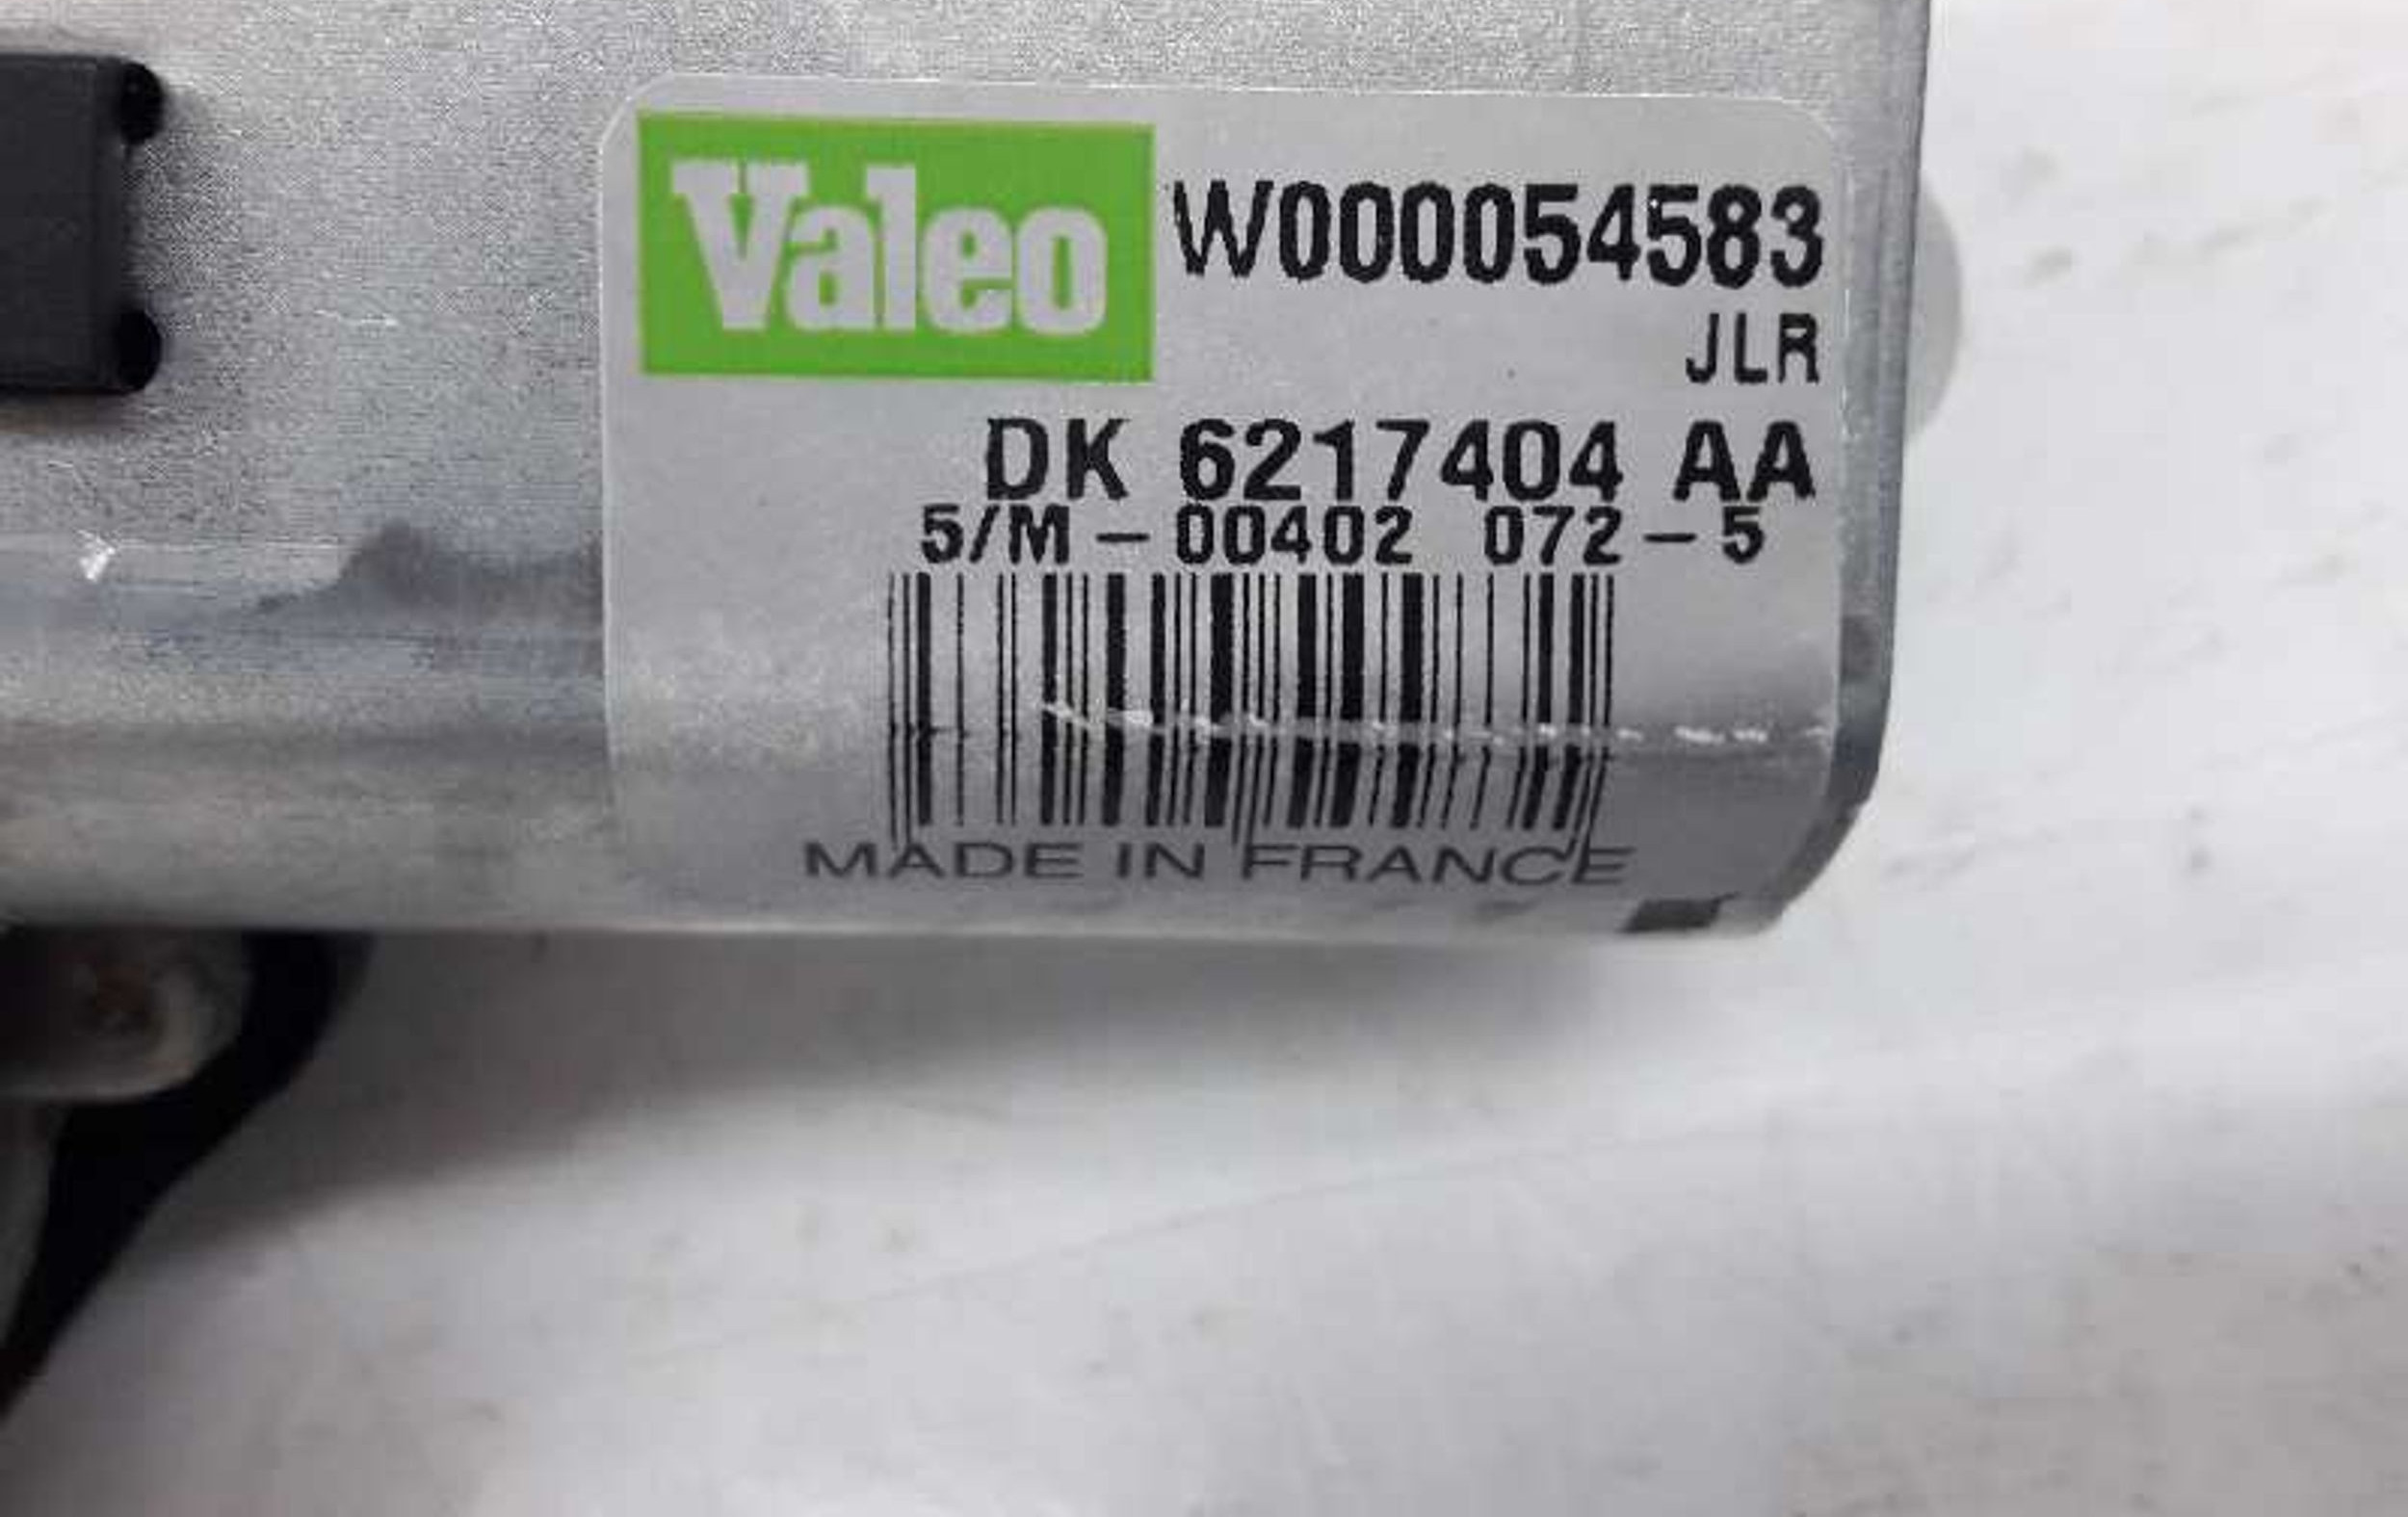 Valeo W000054583
JLR
DK 6217404 AA
5/M - 00402 072 - 5
MADE IN FRANCE